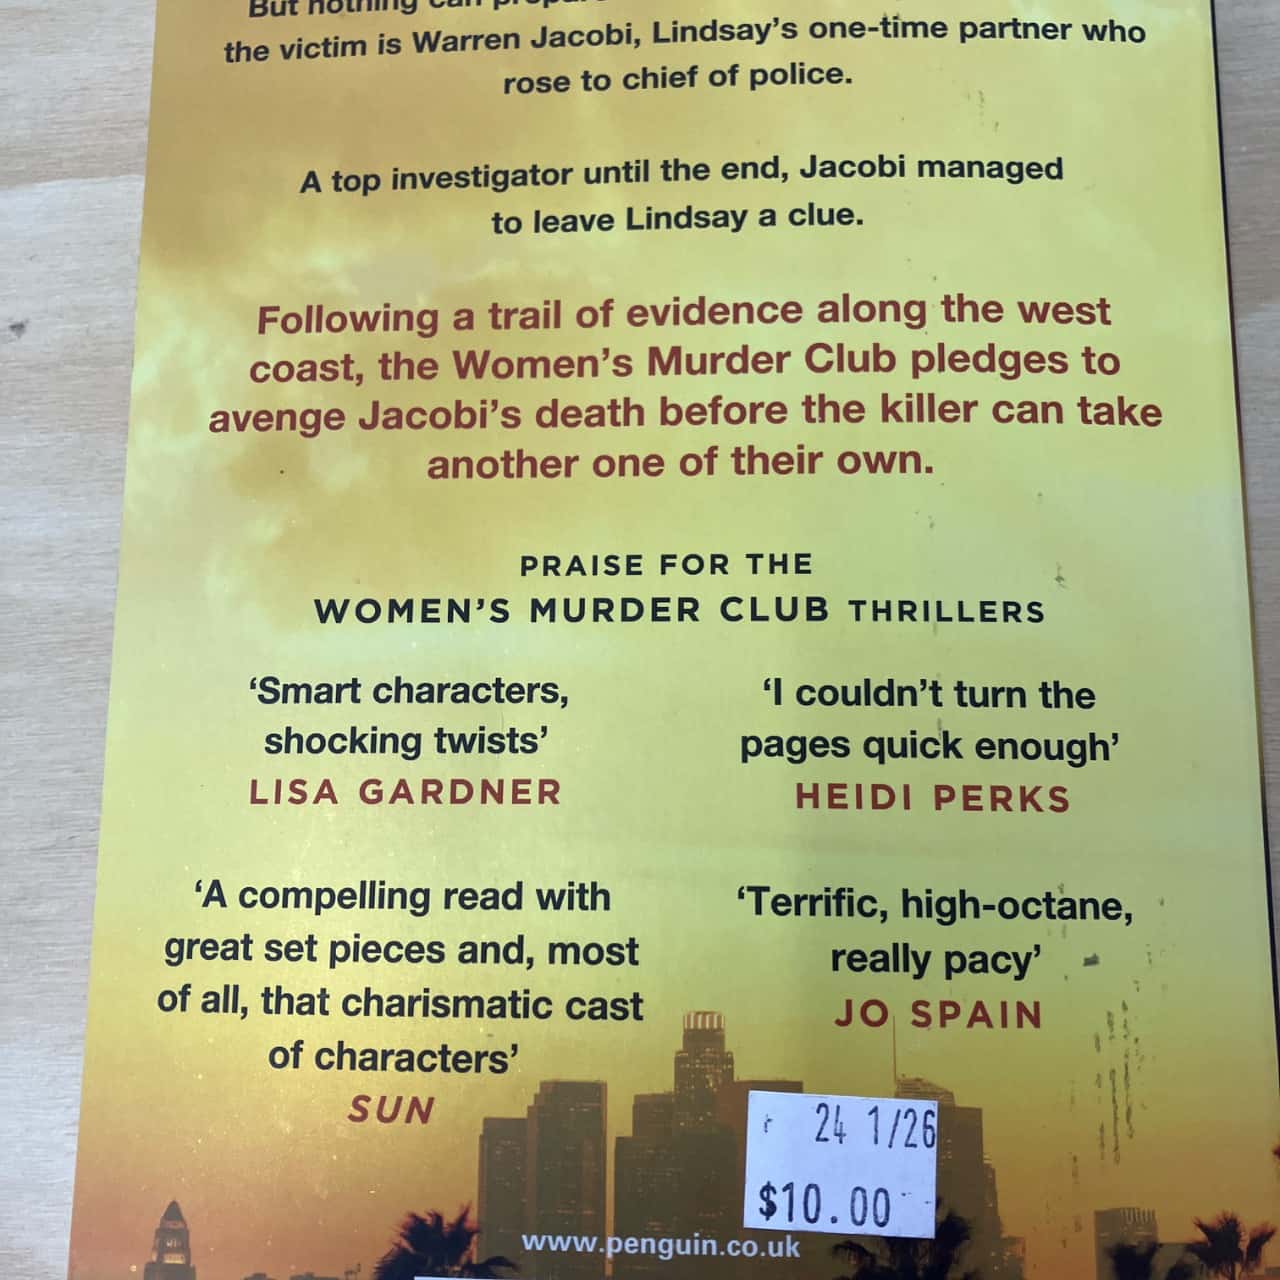 But nothing can
the victim is Warren Jacobi, Lindsay's one-time partner who
rose to chief of police.
A top investigator until the end, Jacobi managed
to leave Lindsay a clue.
Following a trail of evidence along the west
coast, the Women's Murder Club pledges to
avenge Jacobi's death before the killer can take
another one of their own.
PRAISE FOR THE
WOMEN'S MURDER CLUB THRILLERS
‘Smart characters,
shocking twists’
LISA GARDNER
‘I couldn't turn the
pages quick enough’
HEIDI PERKS
‘A compelling read with
great set pieces and, most
of all, that charismatic cast
of characters’
SUN
‘Terrific, high-octane,
really pacy’
JO SPAIN
24 1/26
$10.00
www.penguin.co.uk